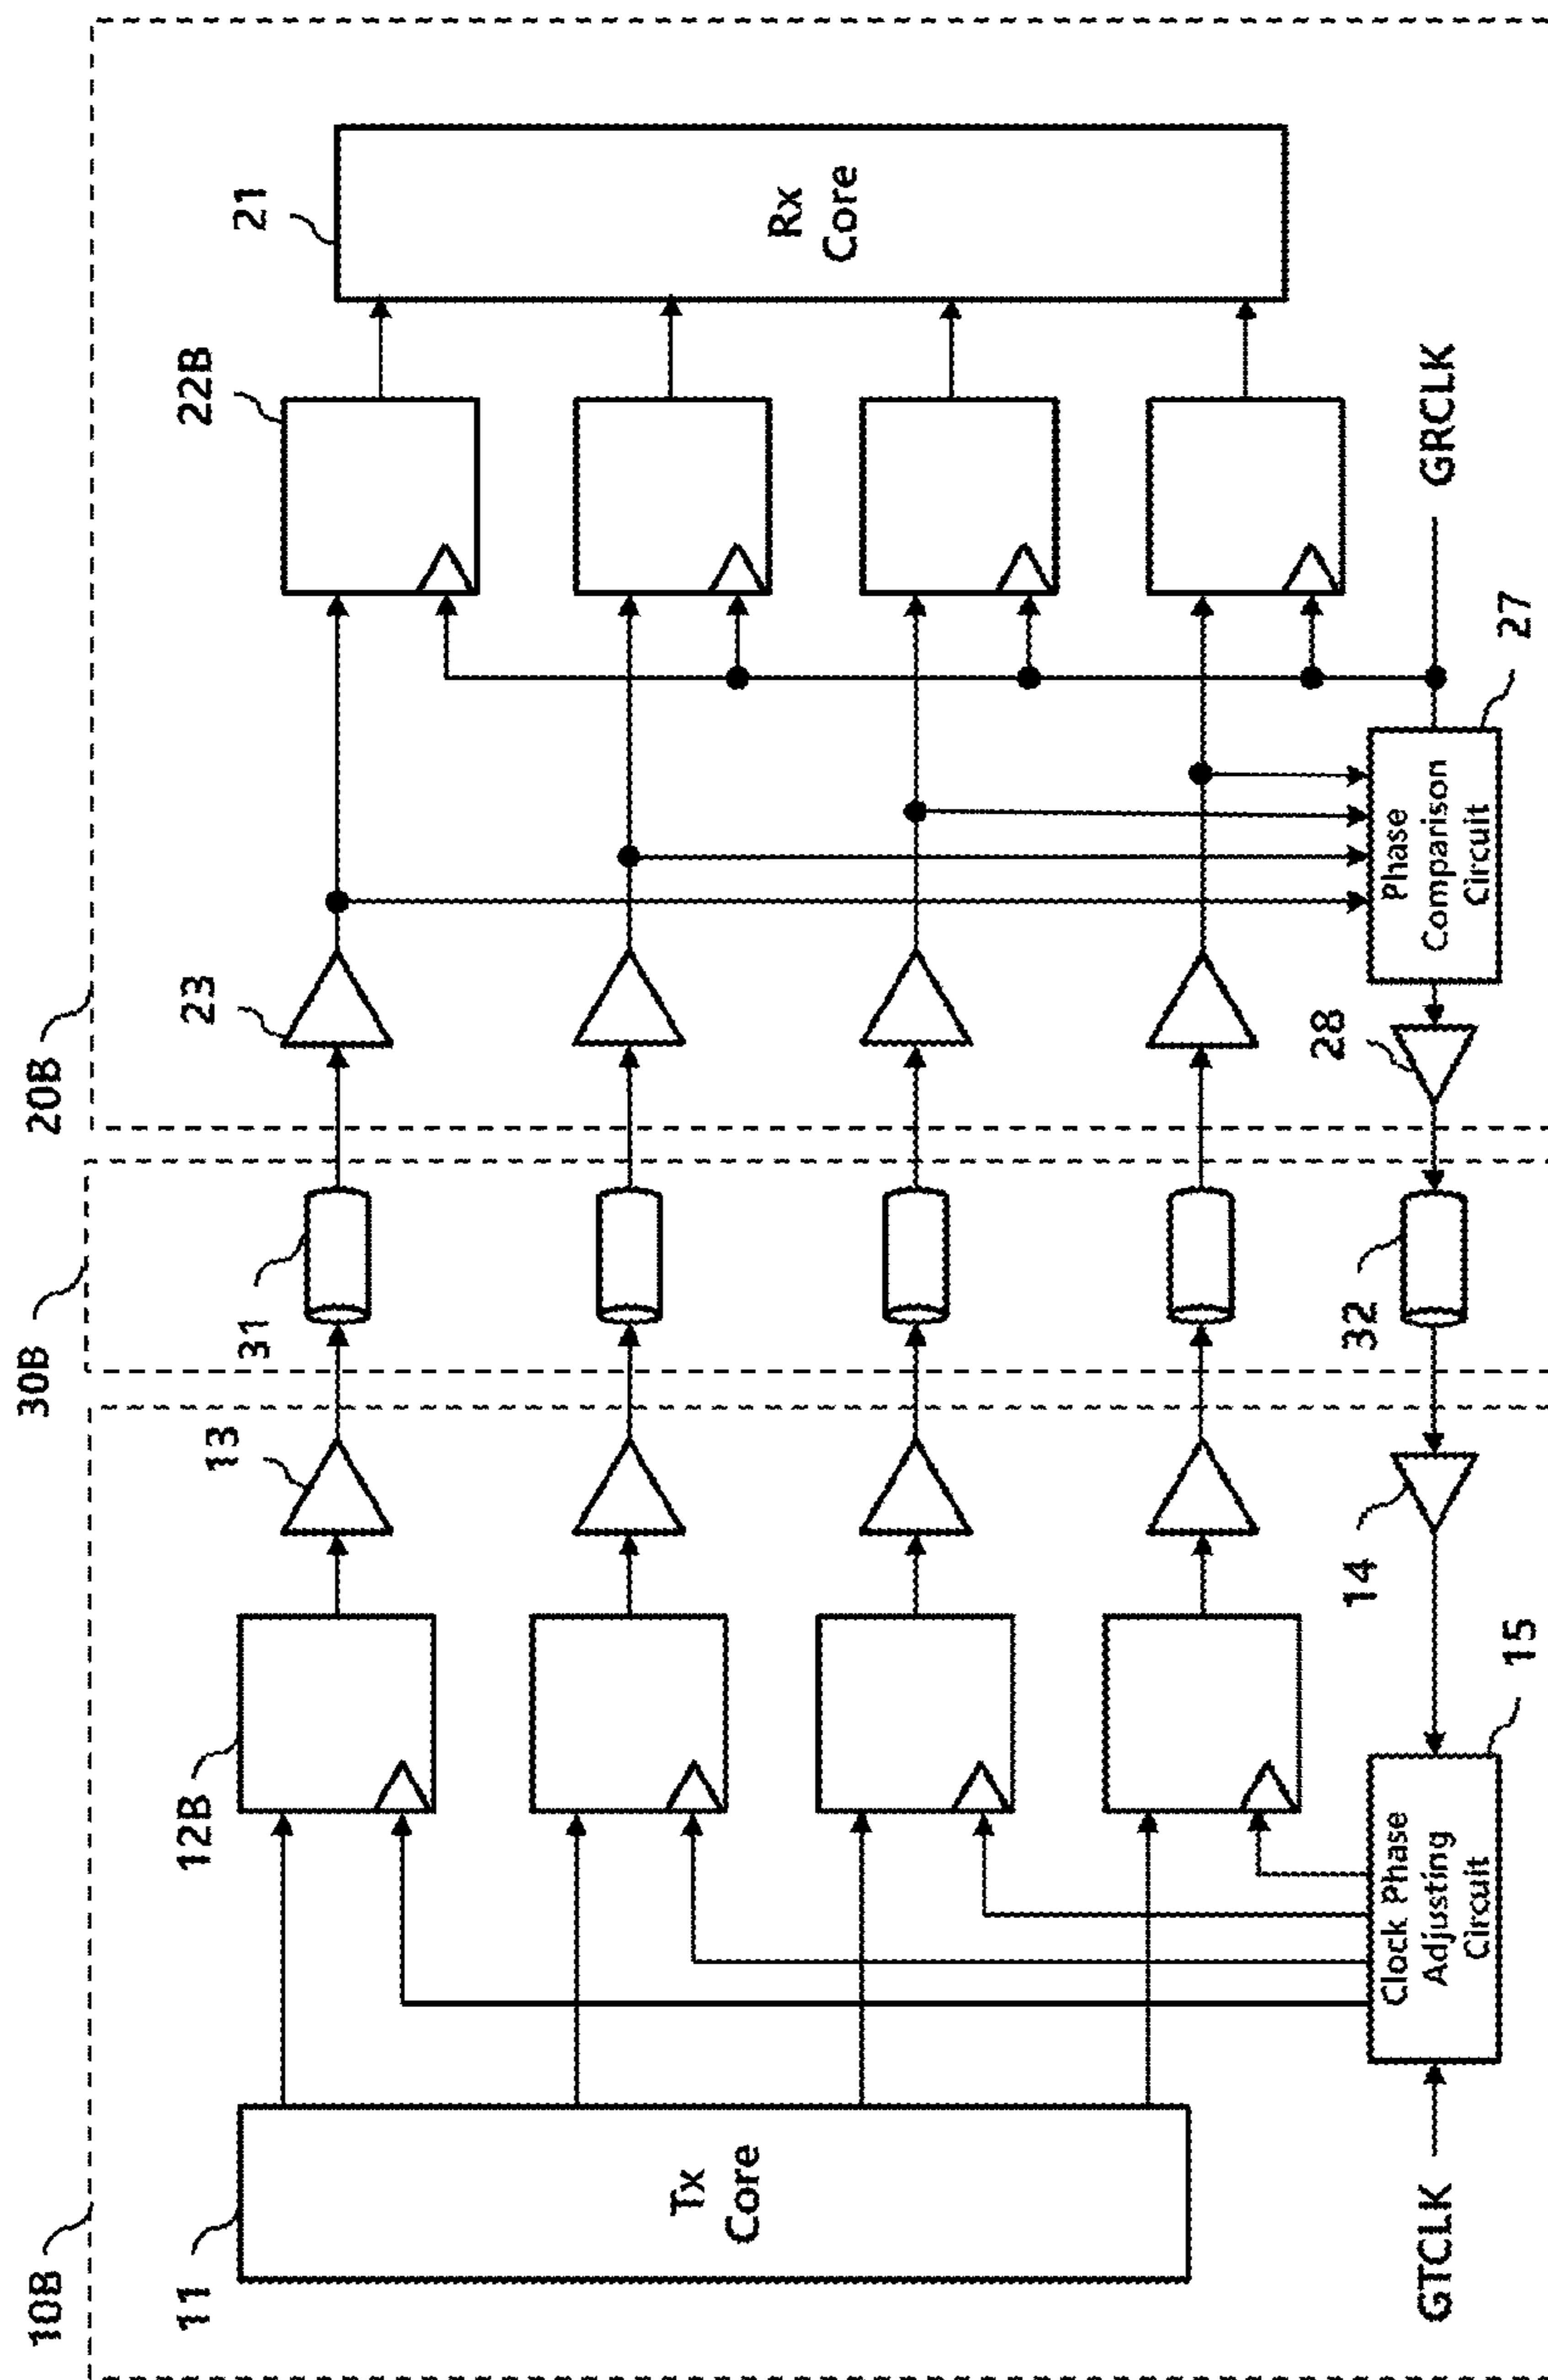 10B
30B
20B
11
12B
13
31
23
22B
21
Tx
Core
Rx
Core
GTCLK
Clock Phase
Adjusting
Circuit
15
14
32
28
Phase
Comparison
Circuit
27
GRCLK